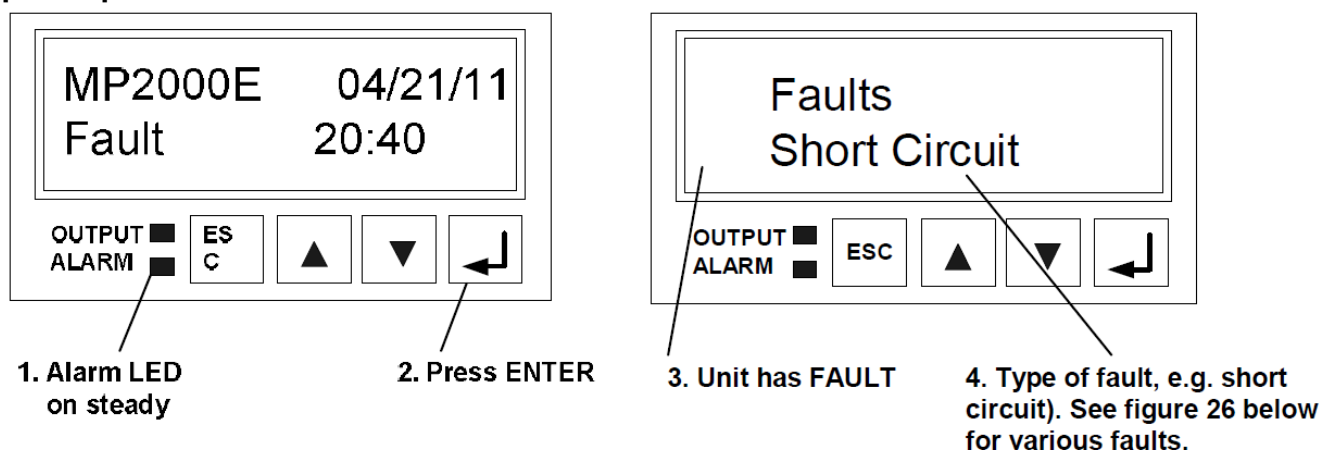 MP2000E 04/21/11
Fault 20:40
OUTPUT
ALARM
ES
C
1. Alarm LED
on steady
2. Press ENTER
Faults
Short Circuit
OUTPUT
ALARM
ESC
3. Unit has FAULT
4. Type of fault, e.g. short
circuit). See figure 26 below
for various faults.